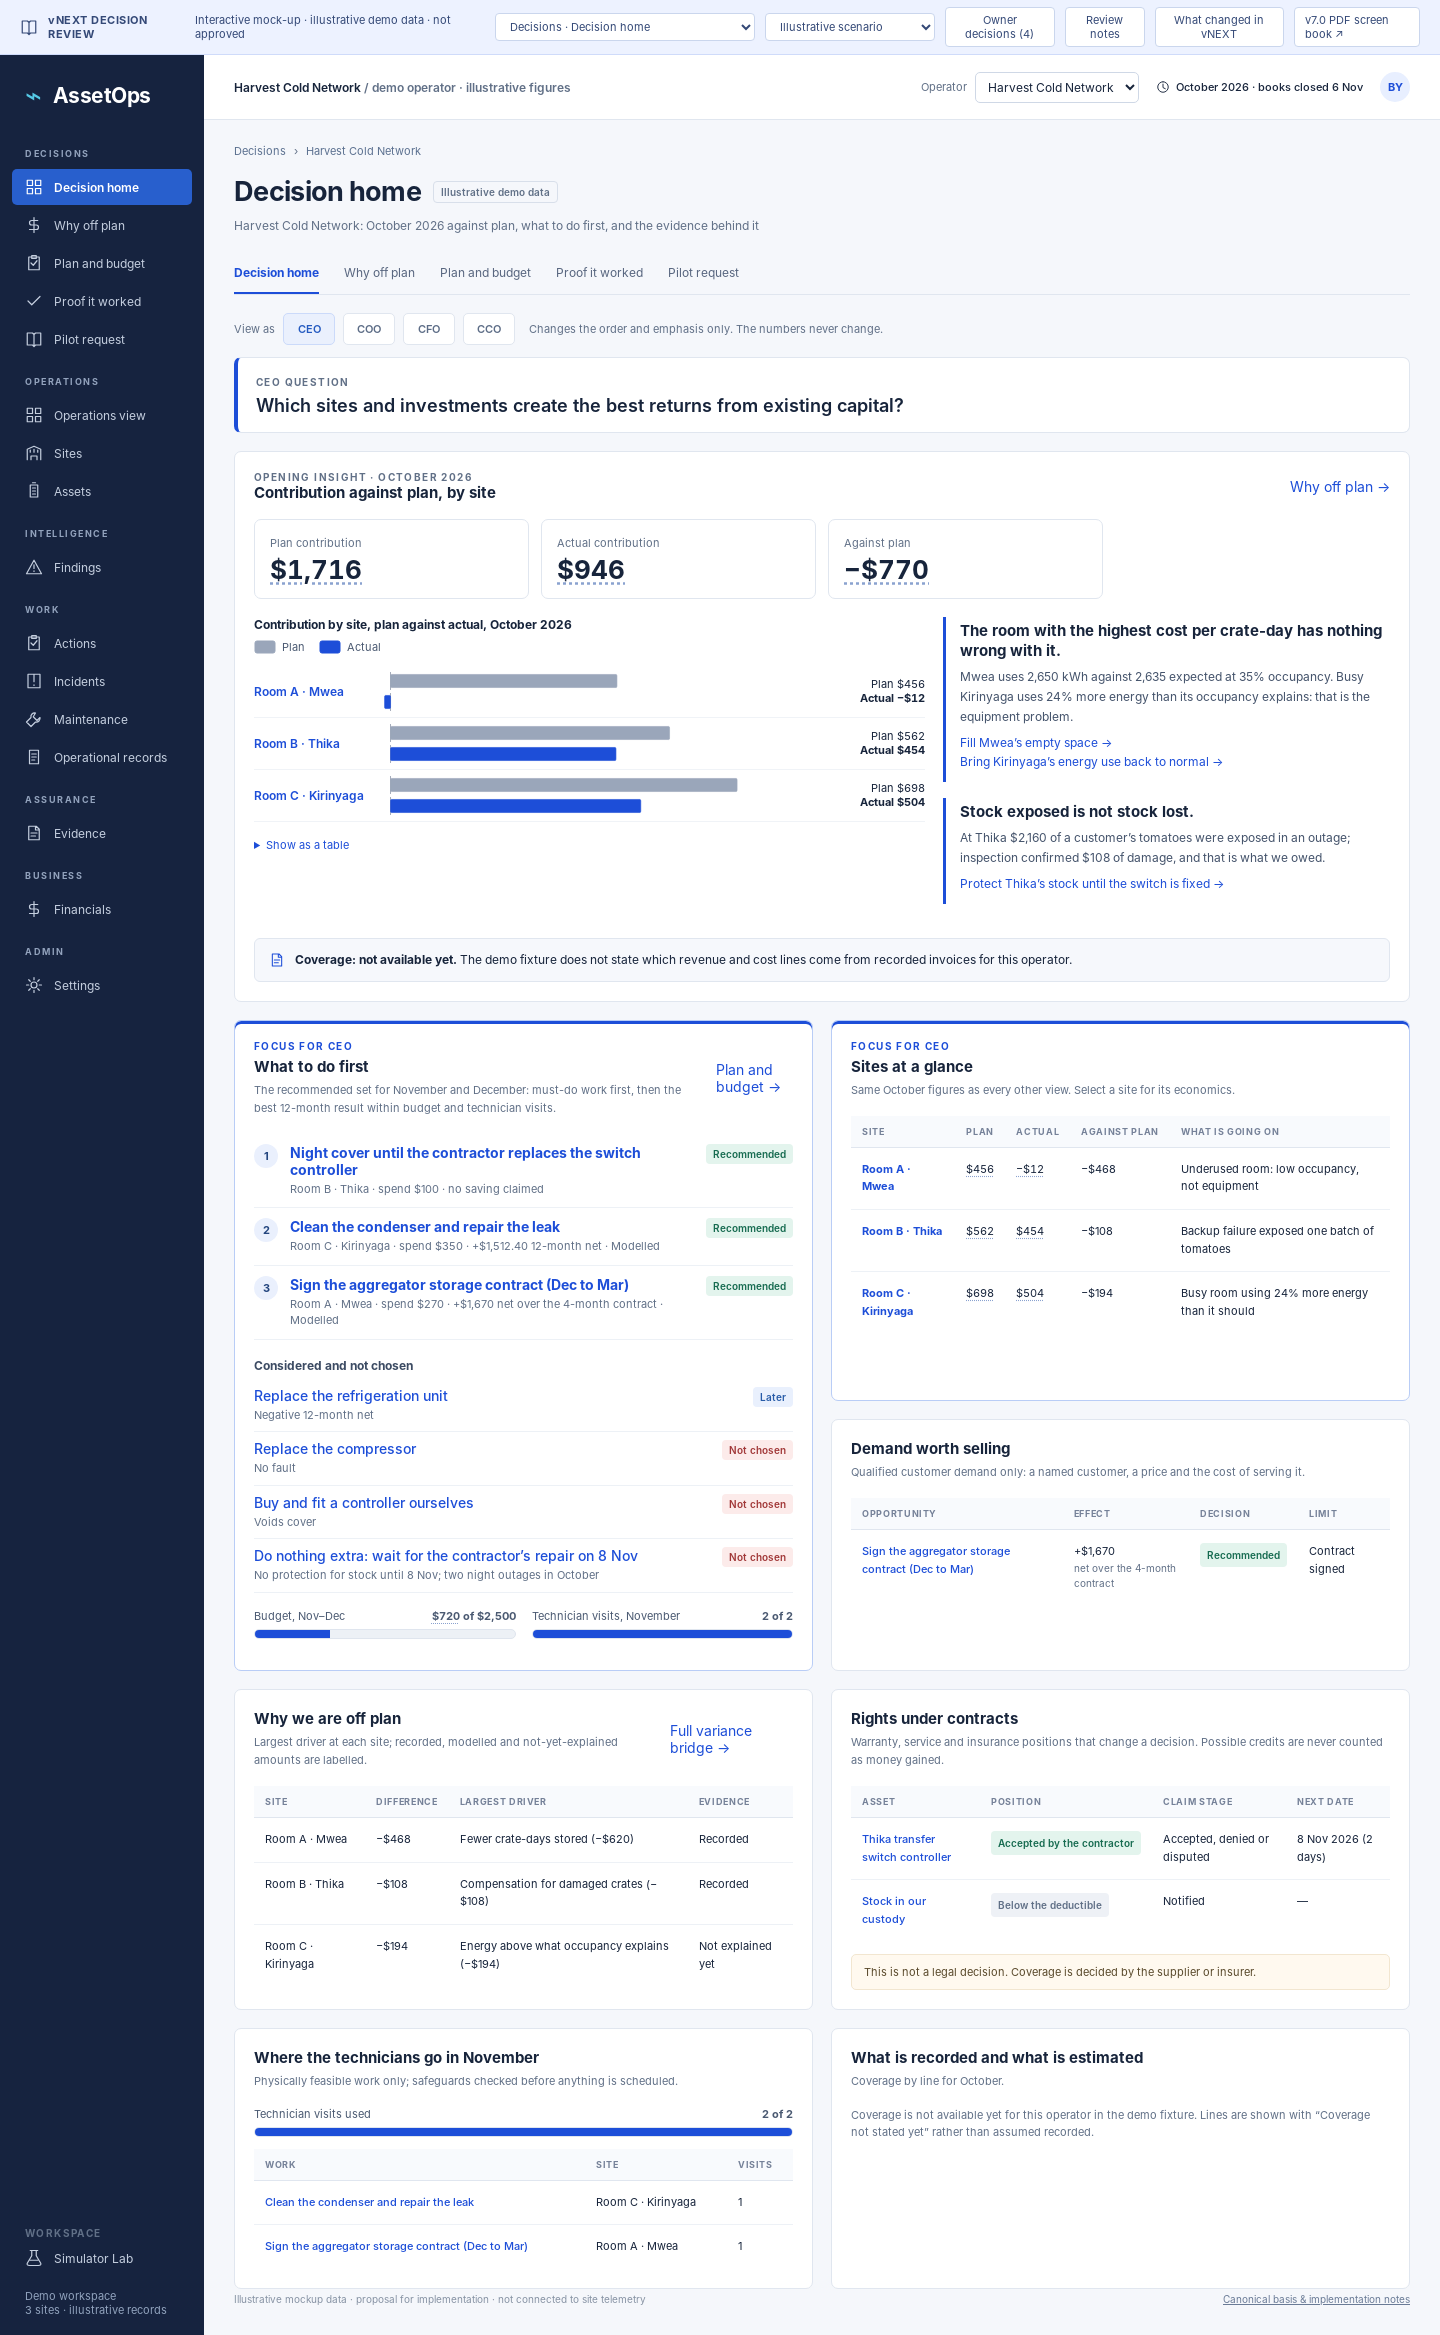 vNEXT DECISION REVIEW
Interactive mock-up · illustrative demo data · not approved
Decisions · Decision home
Illustrative scenario
Owner decisions (4)
Review notes
What changed in vNEXT
v7.0 PDF screen book ↗
AssetOps
DECISIONS
Decision home
Why off plan
Plan and budget
Proof it worked
Pilot request
OPERATIONS
Operations view
Sites
Assets
INTELLIGENCE
Findings
WORK
Actions
Incidents
Maintenance
Operational records
ASSURANCE
Evidence
BUSINESS
Financials
ADMIN
Settings
WORKSPACE
Simulator Lab
Demo workspace
3 sites · illustrative records
Harvest Cold Network / demo operator · illustrative figures
Operator
Harvest Cold Network
October 2026 · books closed 6 Nov
BY
Decisions › Harvest Cold Network
Decision home
Illustrative demo data
Harvest Cold Network: October 2026 against plan, what to do first, and the evidence behind it
Decision home
Why off plan
Plan and budget
Proof it worked
Pilot request
View as
CEO
COO
CFO
CCO
Changes the order and emphasis only. The numbers never change.
CEO QUESTION
Which sites and investments create the best returns from existing capital?
OPENING INSIGHT · OCTOBER 2026
Contribution against plan, by site
Why off plan →
Plan contribution
$1,716
Actual contribution
$946
Against plan
−$770
Contribution by site, plan against actual, October 2026
Plan
Actual
Room A · Mwea
Plan $456
Actual −$12
Room B · Thika
Plan $562
Actual $454
Room C · Kirinyaga
Plan $698
Actual $504
▶ Show as a table
The room with the highest cost per crate-day has nothing wrong with it.
Mwea uses 2,650 kWh against 2,635 expected at 35% occupancy. Busy
Kirinyaga uses 24% more energy than its occupancy explains: that is the
equipment problem.
Fill Mwea’s empty space →
Bring Kirinyaga’s energy use back to normal →
Stock exposed is not stock lost.
At Thika $2,160 of a customer’s tomatoes were exposed in an outage;
inspection confirmed $108 of damage, and that is what we owed.
Protect Thika’s stock until the switch is fixed →
Coverage: not available yet. The demo fixture does not state which revenue and cost lines come from recorded invoices for this operator.
FOCUS FOR CEO
What to do first
The recommended set for November and December: must-do work first, then the
best 12-month result within budget and technician visits.
Plan and budget →
1
Night cover until the contractor replaces the switch controller
Room B · Thika · spend $100 · no saving claimed
Recommended
2
Clean the condenser and repair the leak
Room C · Kirinyaga · spend $350 · +$1,512.40 12-month net · Modelled
Recommended
3
Sign the aggregator storage contract (Dec to Mar)
Room A · Mwea · spend $270 · +$1,670 net over the 4-month contract ·
Modelled
Recommended
Considered and not chosen
Replace the refrigeration unit
Negative 12-month net
Later
Replace the compressor
No fault
Not chosen
Buy and fit a controller ourselves
Voids cover
Not chosen
Do nothing extra: wait for the contractor’s repair on 8 Nov
No protection for stock until 8 Nov; two night outages in October
Not chosen
Budget, Nov–Dec
$720 of $2,500
Technician visits, November
2 of 2
FOCUS FOR CEO
Sites at a glance
Same October figures as every other view. Select a site for its economics.
SITE PLAN ACTUAL AGAINST PLAN WHAT IS GOING ON
Room A · Mwea
$456
−$12
−$468
Underused room: low occupancy, not equipment
Room B · Thika
$562
$454
−$108
Backup failure exposed one batch of tomatoes
Room C · Kirinyaga
$698
$504
−$194
Busy room using 24% more energy than it should
Demand worth selling
Qualified customer demand only: a named customer, a price and the cost of serving it.
OPPORTUNITY EFFECT DECISION LIMIT
Sign the aggregator storage contract (Dec to Mar)
+$1,670
net over the 4-month contract
Recommended
Contract signed
Why we are off plan
Largest driver at each site; recorded, modelled and not-yet-explained
amounts are labelled.
Full variance bridge →
SITE DIFFERENCE LARGEST DRIVER EVIDENCE
Room A · Mwea
−$468
Fewer crate-days stored (−$620)
Recorded
Room B · Thika
−$108
Compensation for damaged crates (−$108)
Recorded
Room C · Kirinyaga
−$194
Energy above what occupancy explains (−$194)
Not explained yet
Rights under contracts
Warranty, service and insurance positions that change a decision. Possible credits are never counted
as money gained.
ASSET POSITION CLAIM STAGE NEXT DATE
Thika transfer switch controller
Accepted by the contractor
Accepted, denied or disputed
8 Nov 2026 (2 days)
Stock in our custody
Below the deductible
Notified
—
This is not a legal decision. Coverage is decided by the supplier or insurer.
Where the technicians go in November
Physically feasible work only; safeguards checked before anything is scheduled.
Technician visits used
2 of 2
WORK SITE VISITS
Clean the condenser and repair the leak
Room C · Kirinyaga
1
Sign the aggregator storage contract (Dec to Mar)
Room A · Mwea
1
What is recorded and what is estimated
Coverage by line for October.
Coverage is not available yet for this operator in the demo fixture. Lines are shown with “Coverage
not stated yet” rather than assumed recorded.
Illustrative mockup data · proposal for implementation · not connected to site telemetry
Canonical basis & implementation notes